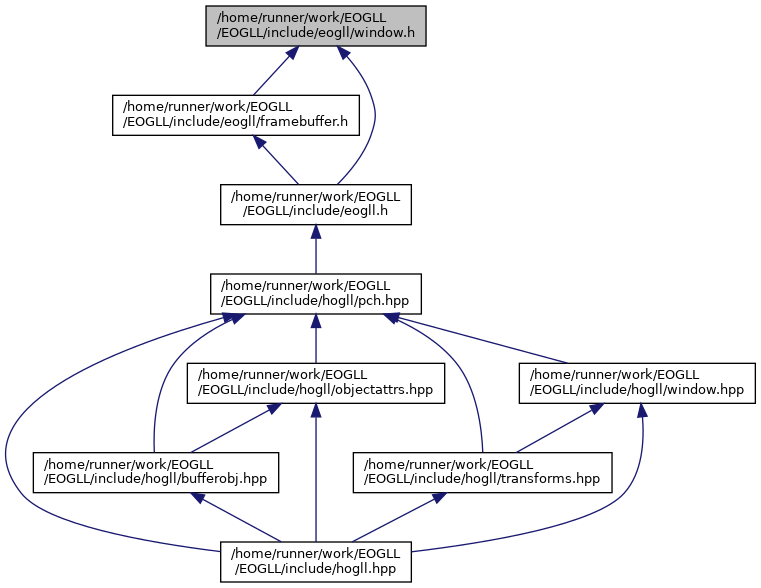 /home/runner/work/EOGLL
/EOGLL/include/eogll/window.h
/home/runner/work/EOGLL
/EOGLL/include/eogll/framebuffer.h
/home/runner/work/EOGLL
/EOGLL/include/eogll.h
/home/runner/work/EOGLL
/EOGLL/include/hogll/pch.hpp
/home/runner/work/EOGLL
/EOGLL/include/hogll/objectattrs.hpp
/home/runner/work/EOGLL
/EOGLL/include/hogll/window.hpp
/home/runner/work/EOGLL
/EOGLL/include/hogll/bufferobj.hpp
/home/runner/work/EOGLL
/EOGLL/include/hogll/transforms.hpp
/home/runner/work/EOGLL
/EOGLL/include/hogll.hpp